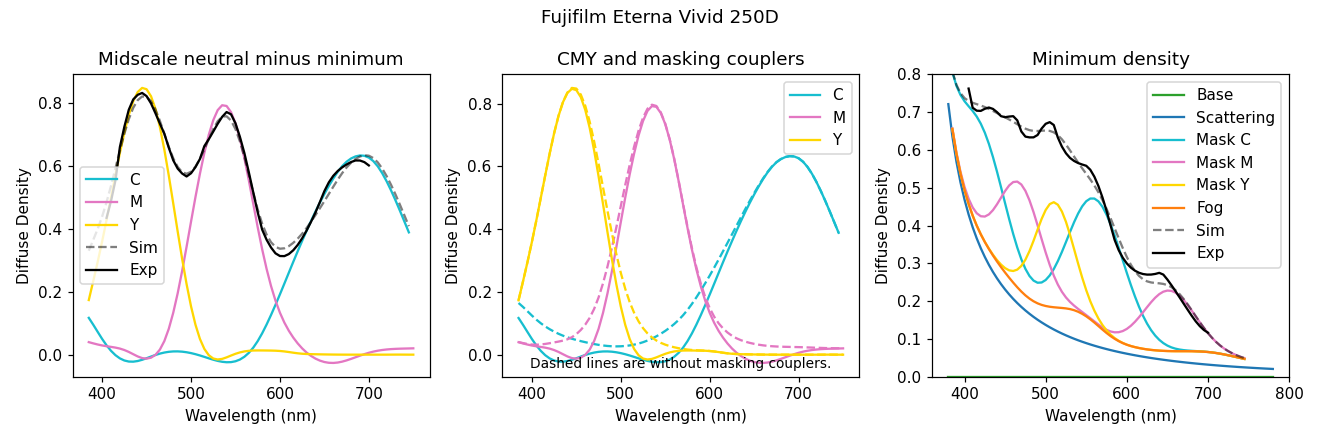 Fujifilm Eterna Vivid 250D
Midscale neutral minus minimum
Diffuse Density
0.8
0.6
0.4
0.2
0.0
C
M
Y
Sim
Exp
400
500
600
700
Wavelength (nm)
CMY and masking couplers
Diffuse Density
0.8
0.6
0.4
0.2
0.0
C
M
Y
Dashed lines are without masking couplers.
400
500
600
700
Wavelength (nm)
Minimum density
Diffuse Density
0.8
0.7
0.6
0.5
0.4
0.3
0.2
0.1
0.0
Base
Scattering
Mask C
Mask M
Mask Y
Fog
Sim
Exp
400
500
600
700
800
Wavelength (nm)